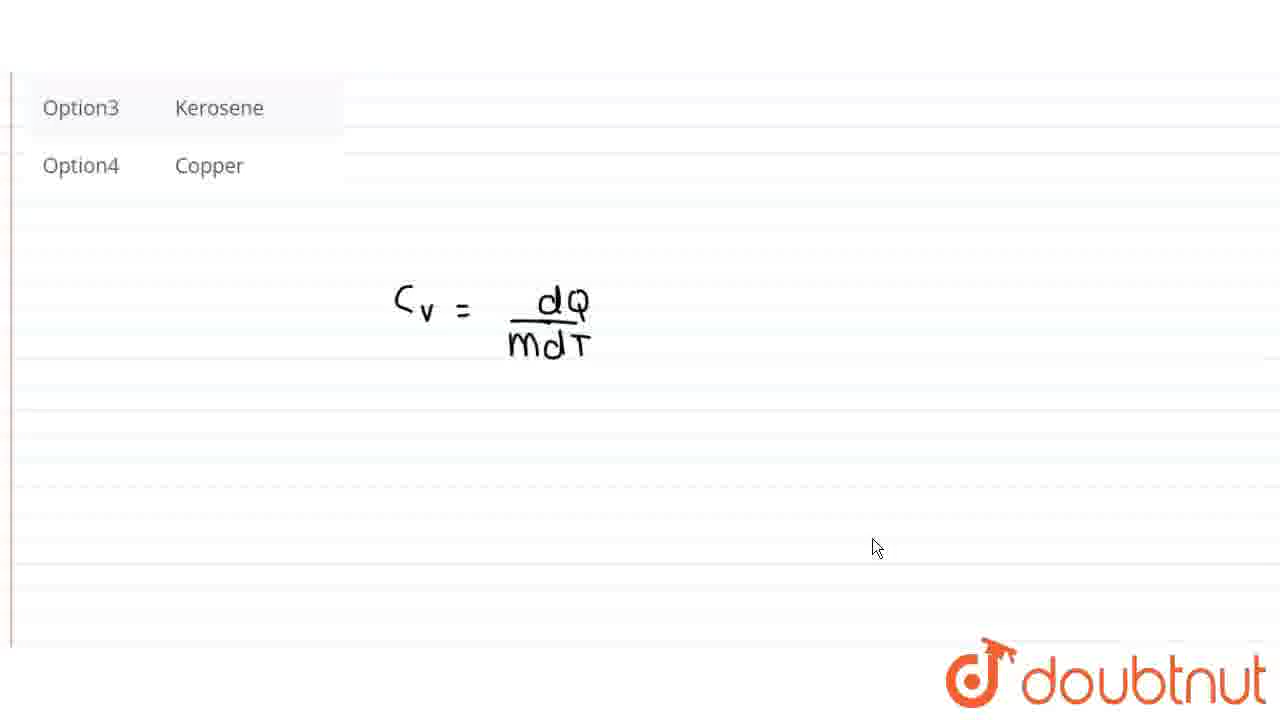 Option3 Kerosene
Option4 Copper
Cv = dQ
mdT
doubtnut